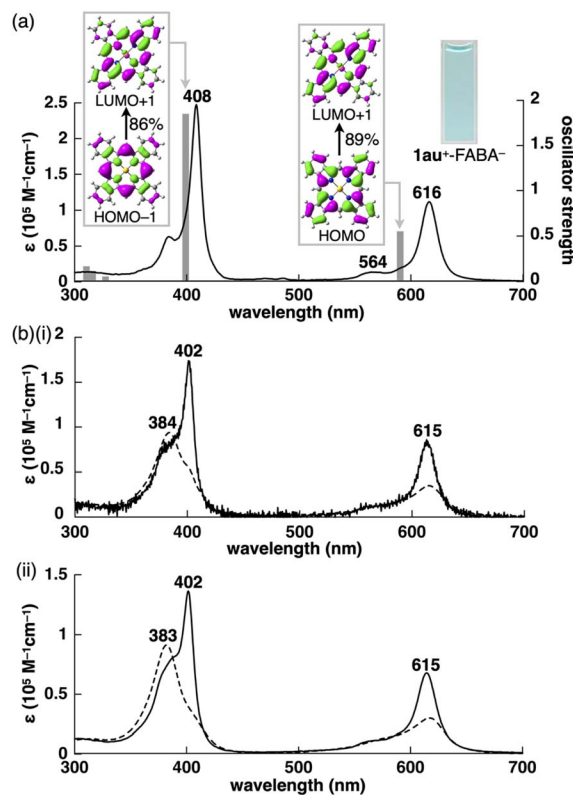 (a)
LUMO+1
86%
HOMO–1
408
LUMO+1
89%
HOMO
1au⁺-FABA⁻
616
564
2.5
2
1.5
1
0.5
0
ε (10⁵ M⁻¹cm⁻¹)
2
1.5
1
0.5
0
oscillator strength
300 400 500 600 700
wavelength (nm)
(b)(i)
2
1.5
1
0.5
0
ε (10⁵ M⁻¹cm⁻¹)
402
384
615
300 400 500 600 700
wavelength (nm)
(ii)
1.5
1
0.5
0
ε (10⁵ M⁻¹cm⁻¹)
402
383
615
300 400 500 600 700
wavelength (nm)